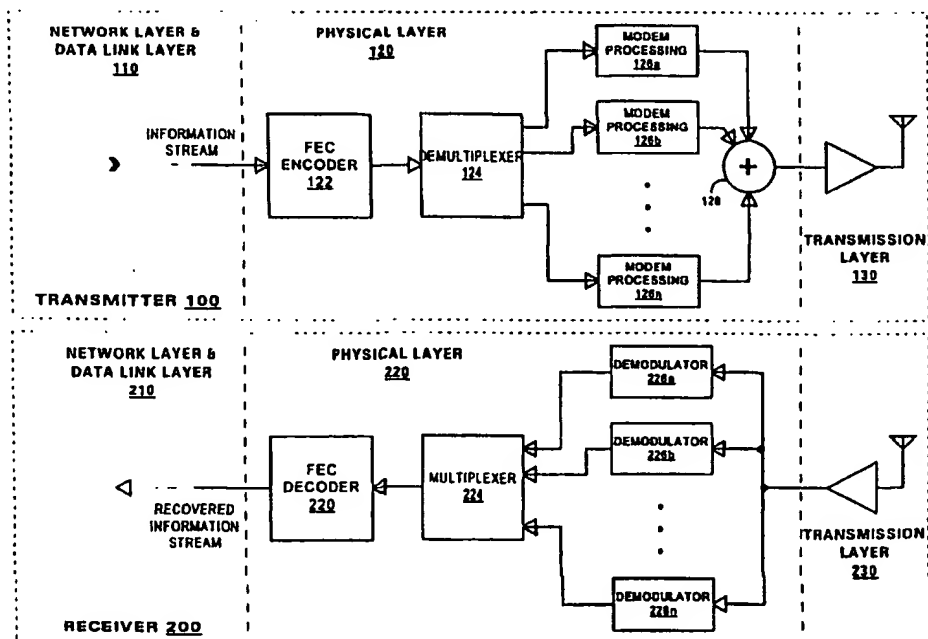 NETWORK LAYER &
DATA LINK LAYER
110
PHYSICAL LAYER
120
MODEM
PROCESSING
126a
INFORMATION
STREAM
FEC
ENCODER
122
DEMULTIPLEXER
124
MODEM
PROCESSING
126b
+
128
MODEM
PROCESSING
126n
TRANSMISSION
LAYER
130
TRANSMITTER 100
NETWORK LAYER &
DATA LINK LAYER
210
PHYSICAL LAYER
220
DEMODULATOR
226a
DEMODULATOR
226b
FEC
DECODER
220
MULTIPLEXER
224
RECOVERED
INFORMATION
STREAM
DEMODULATOR
226n
TRANSMISSION
LAYER
230
RECEIVER 200